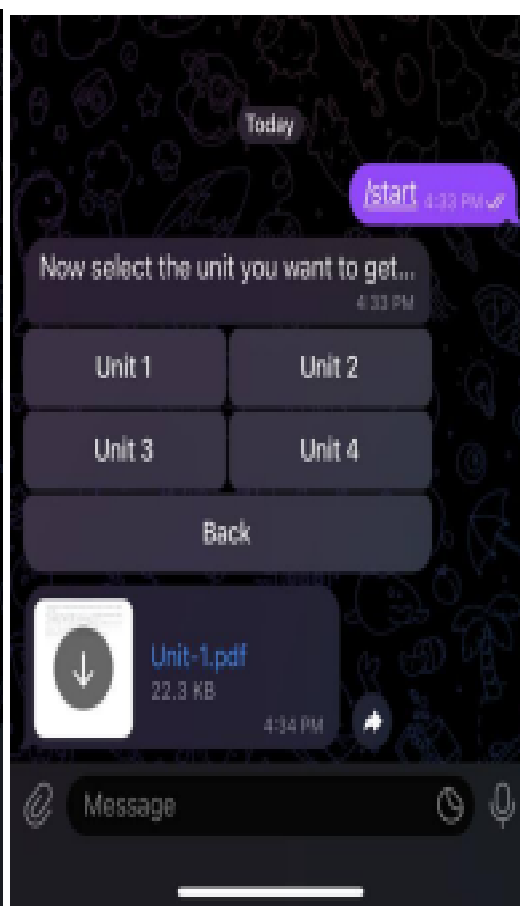 Today
/start 4:33 PM
Now select the unit you want to get...
4:33 PM
Unit 1
Unit 2
Unit 3
Unit 4
Back
Unit-1.pdf
22.3 KB
4:34 PM
Message